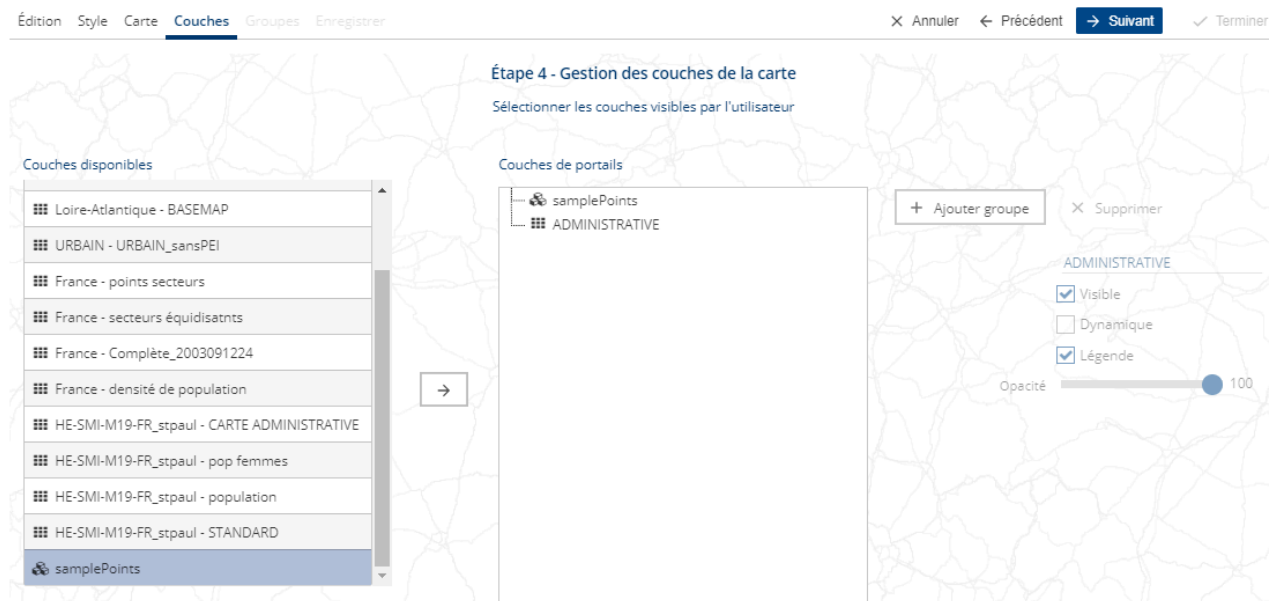 Édition Style Carte Couches Groupes Enregistrer Annuler Précédent Suivant Terminer
Étape 4 - Gestion des couches de la carte
Sélectionner les couches visibles par l'utilisateur
Couches disponibles
Loire-Atlantique - BASEMAP
URBAIN - URBAIN_sansPEI
France - points secteurs
France - secteurs équidisatnts
France - Complète_2003091224
France - densité de population
HE-SMI-M19-FR_stpaul - CARTE ADMINISTRATIVE
HE-SMI-M19-FR_stpaul - pop femmes
HE-SMI-M19-FR_stpaul - population
HE-SMI-M19-FR_stpaul - STANDARD
samplePoints
Couches de portails
samplePoints
ADMINISTRATIVE
Ajouter groupe Supprimer
ADMINISTRATIVE
Visible
Dynamique
Légende
Opacité 100